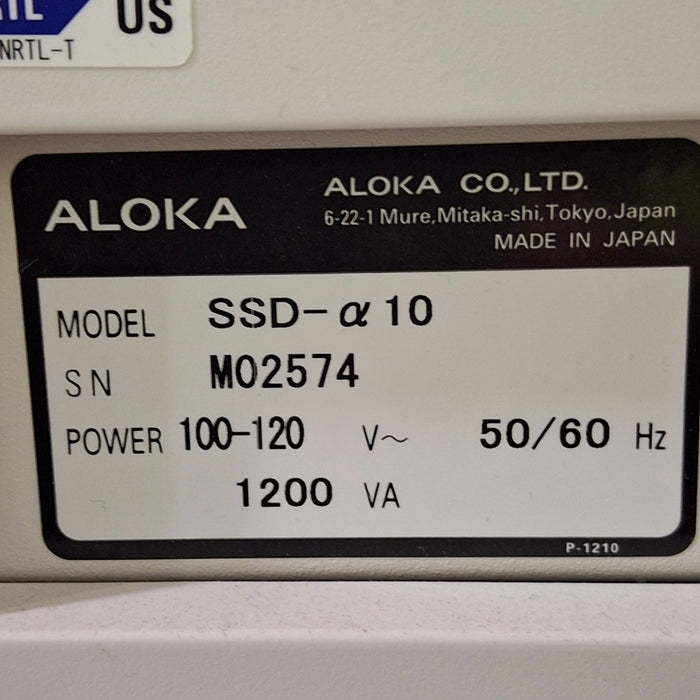 US
NRTL-T
ALOKA
ALOKA CO.,LTD.
6-22-1 Mure,Mitaka-shi,Tokyo,Japan
MADE IN JAPAN
MODEL SSD-α10
SN M02574
POWER 100-120 V~ 50/60 Hz
1200 VA
P-1210